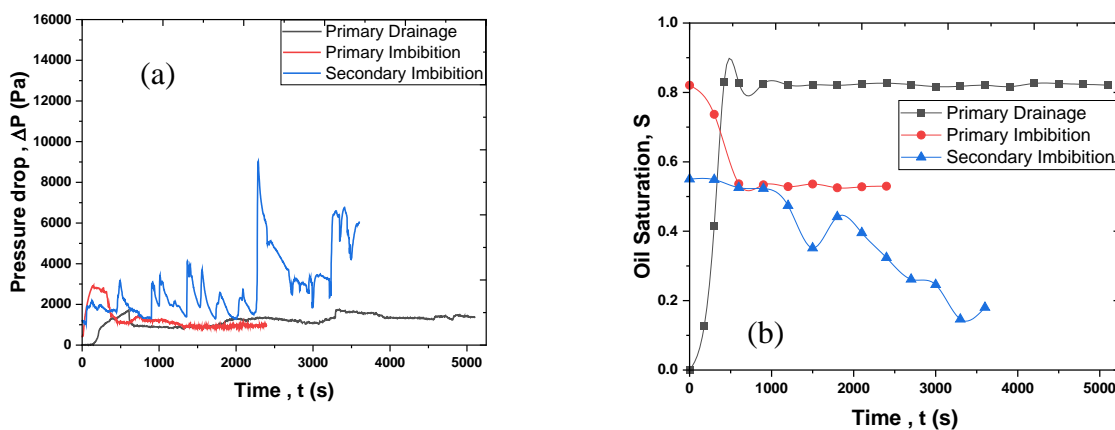 (a)
Primary Drainage
Primary Imbibition
Secondary Imbibition
Pressure drop , ΔP (Pa)
16000
14000
12000
10000
8000
6000
4000
2000
0
0 1000 2000 3000 4000 5000
Time , t (s)
(b)
Primary Drainage
Primary Imbibition
Secondary Imbibition
Oil Saturation, S
1.0
0.8
0.6
0.4
0.2
0.0
0 1000 2000 3000 4000 5000
Time , t (s)